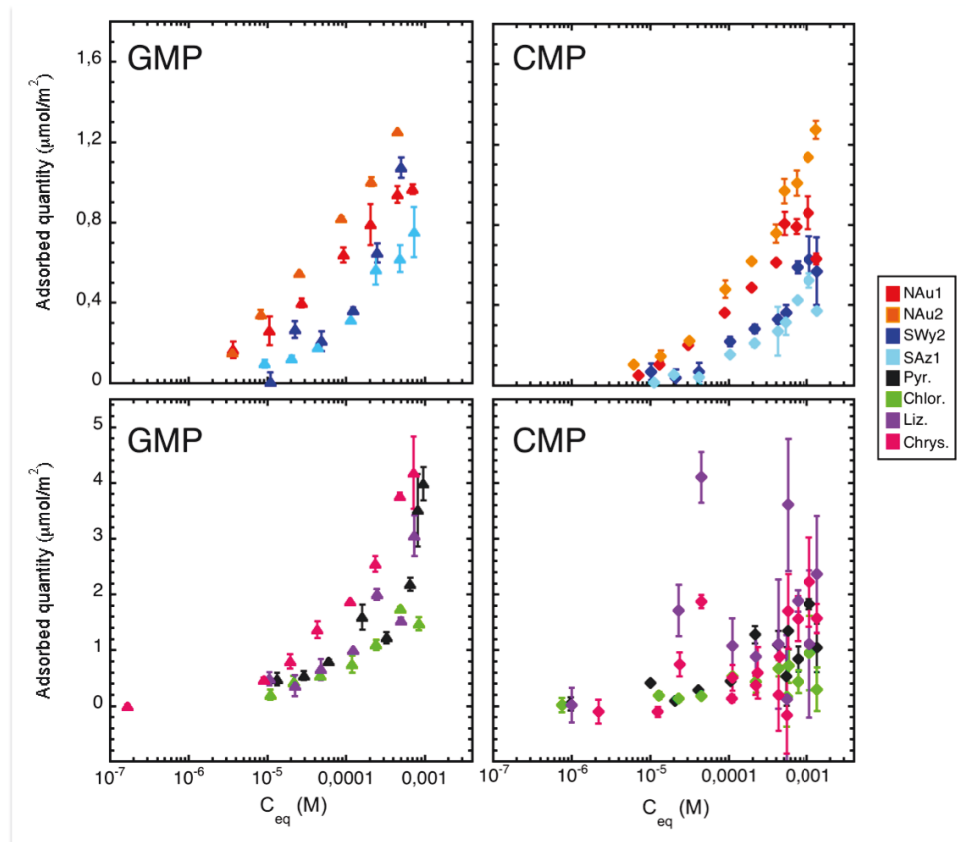 GMP
CMP
Adsorbed quantity (μmol/m²)
1,6
1,2
0,8
0,4
0
NAu1
NAu2
SWy2
SAz1
Pyr.
Chlor.
Liz.
Chrys.
GMP
CMP
Adsorbed quantity (μmol/m²)
5
4
3
2
1
0
10⁻⁷ 10⁻⁶ 10⁻⁵ 0,0001 0,001
10⁻⁷ 10⁻⁶ 10⁻⁵ 0,0001 0,001
C_eq (M)
C_eq (M)